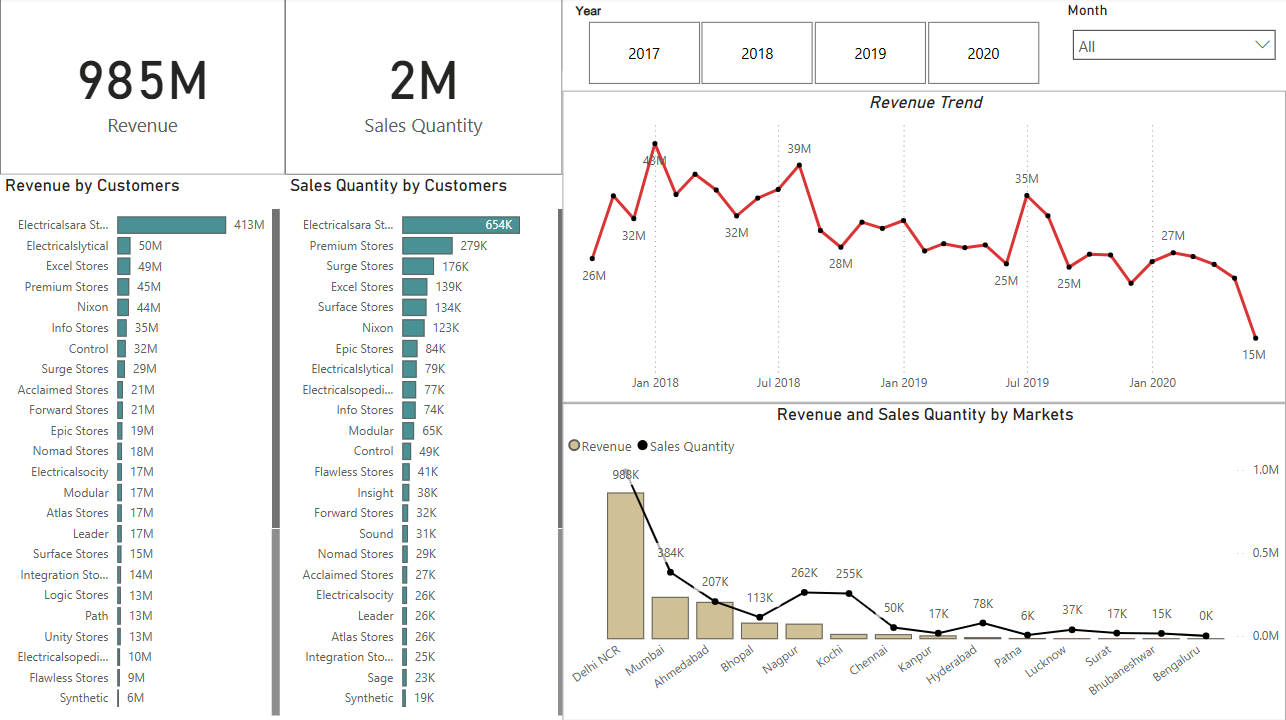 985M
Revenue
2M
Sales Quantity
Year
2017 2018 2019 2020
Month
All
Revenue by Customers
Electricalsara St... 413M
Electricalslytical 50M
Excel Stores 49M
Premium Stores 45M
Nixon 44M
Info Stores 35M
Control 32M
Surge Stores 29M
Acclaimed Stores 21M
Forward Stores 21M
Epic Stores 19M
Nomad Stores 18M
Electricalsocity 17M
Modular 17M
Atlas Stores 17M
Leader 17M
Surface Stores 15M
Integration Sto... 14M
Logic Stores 13M
Path 13M
Unity Stores 13M
Electricalsopedi... 10M
Flawless Stores 9M
Synthetic 6M
Sales Quantity by Customers
Electricalsara St... 654K
Premium Stores 279K
Surge Stores 176K
Excel Stores 139K
Surface Stores 134K
Nixon 123K
Epic Stores 84K
Electricalslytical 79K
Electricalsopedi... 77K
Info Stores 74K
Modular 65K
Control 49K
Flawless Stores 41K
Insight 38K
Forward Stores 32K
Sound 31K
Nomad Stores 29K
Acclaimed Stores 27K
Electricalsocity 26K
Leader 26K
Atlas Stores 26K
Integration Sto... 25K
Sage 23K
Synthetic 19K
Revenue Trend
26M 32M 43M 32M 39M 28M 25M 35M 25M 27M 15M
Jan 2018 Jul 2018 Jan 2019 Jul 2019 Jan 2020
Revenue and Sales Quantity by Markets
Revenue Sales Quantity
988K 384K 207K 113K 262K 255K 50K 17K 78K 6K 37K 17K 15K 0K
1.0M
0.5M
0.0M
Delhi NCR Mumbai Ahmedabad Bhopal Nagpur Kochi Chennai Kanpur Hyderabad Patna Lucknow Surat Bhubaneshwar Bengaluru